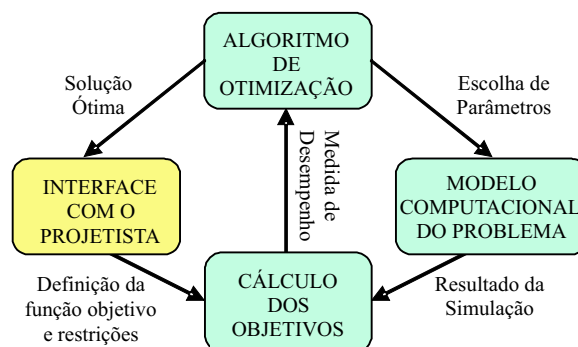 ALGORITMO
DE
OTIMIZAÇÃO
Solução
Ótima
Escolha de
Parâmetros
Medida de
Desempenho
INTERFACE
COM O
PROJETISTA
MODELO
COMPUTACIONAL
DO PROBLEMA
Definição da
função objetivo
e restrições
CÁLCULO
DOS
OBJETIVOS
Resultado da
Simulação